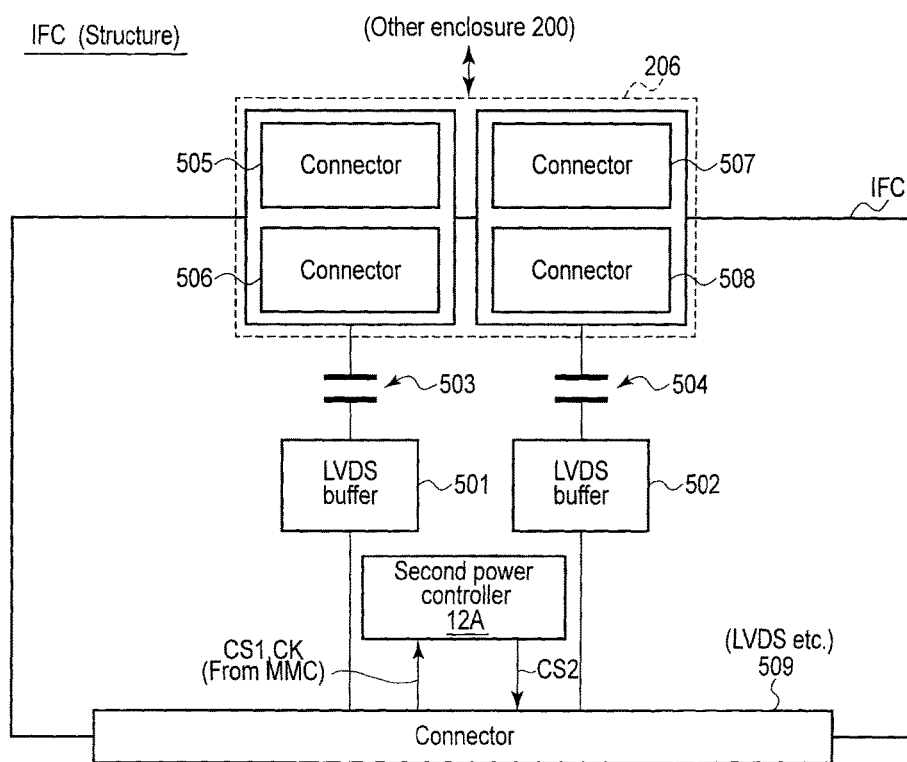 IFC (Structure)
(Other enclosure 200)
206
505
Connector
Connector
507
IFC
506
Connector
Connector
508
503
504
LVDS
buffer
501
LVDS
buffer
502
Second power
controller
12A
CS1,CK
(From MMC)
CS2
(LVDS etc.)
509
Connector